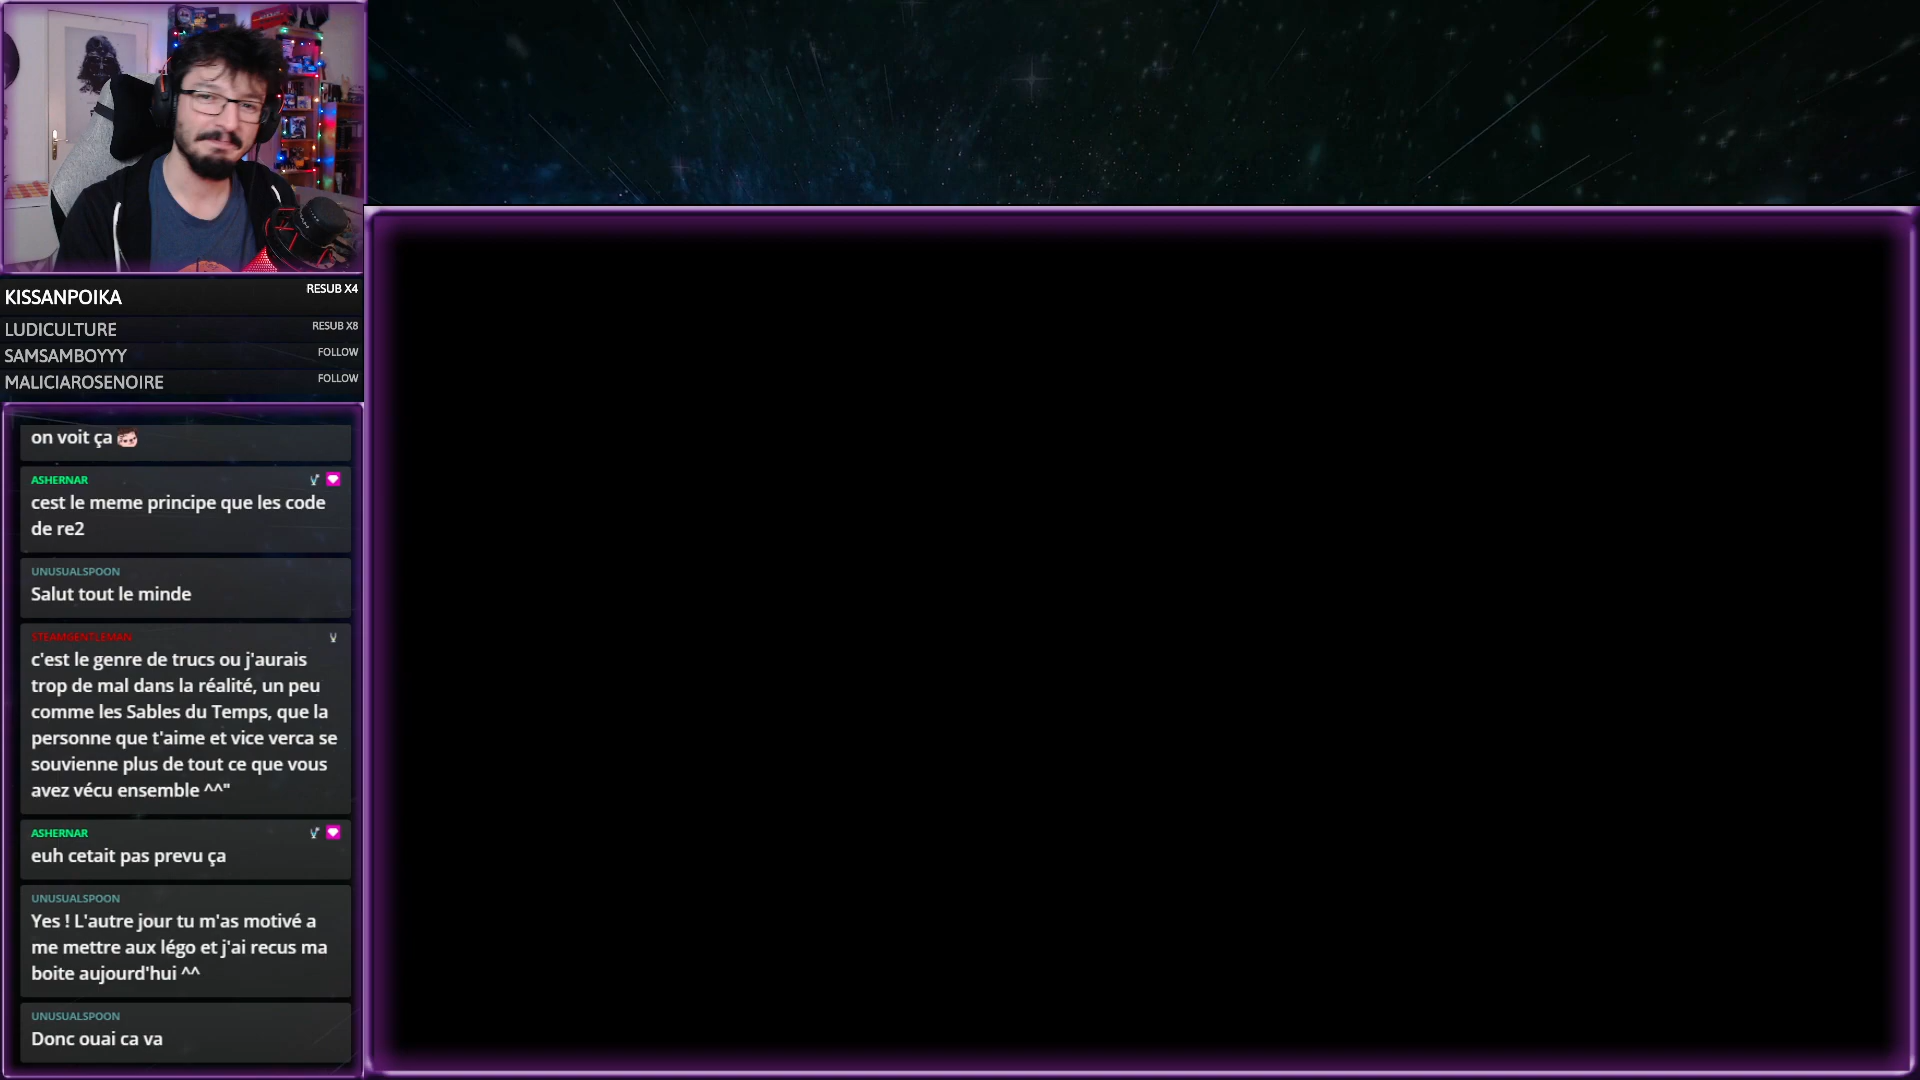 KISSANPOIKA RESUB X4
LUDICULTURE RESUB X8
SAMSAMBOYYY FOLLOW
MALICIAROSENOIRE FOLLOW
on voit ça
ASHERNAR
cest le meme principe que les code
de re2
UNUSUALSPOON
Salut tout le minde
STEAMGENTLEMAN
c'est le genre de trucs ou j'aurais
trop de mal dans la réalité, un peu
comme les Sables du Temps, que la
personne que t'aime et vice verca se
souvienne plus de tout ce que vous
avez vécu ensemble ^^"
ASHERNAR
euh cetait pas prevu ça
UNUSUALSPOON
Yes ! L'autre jour tu m'as motivé a
me mettre aux légo et j'ai recus ma
boite aujourd'hui ^^
UNUSUALSPOON
Donc ouai ca va